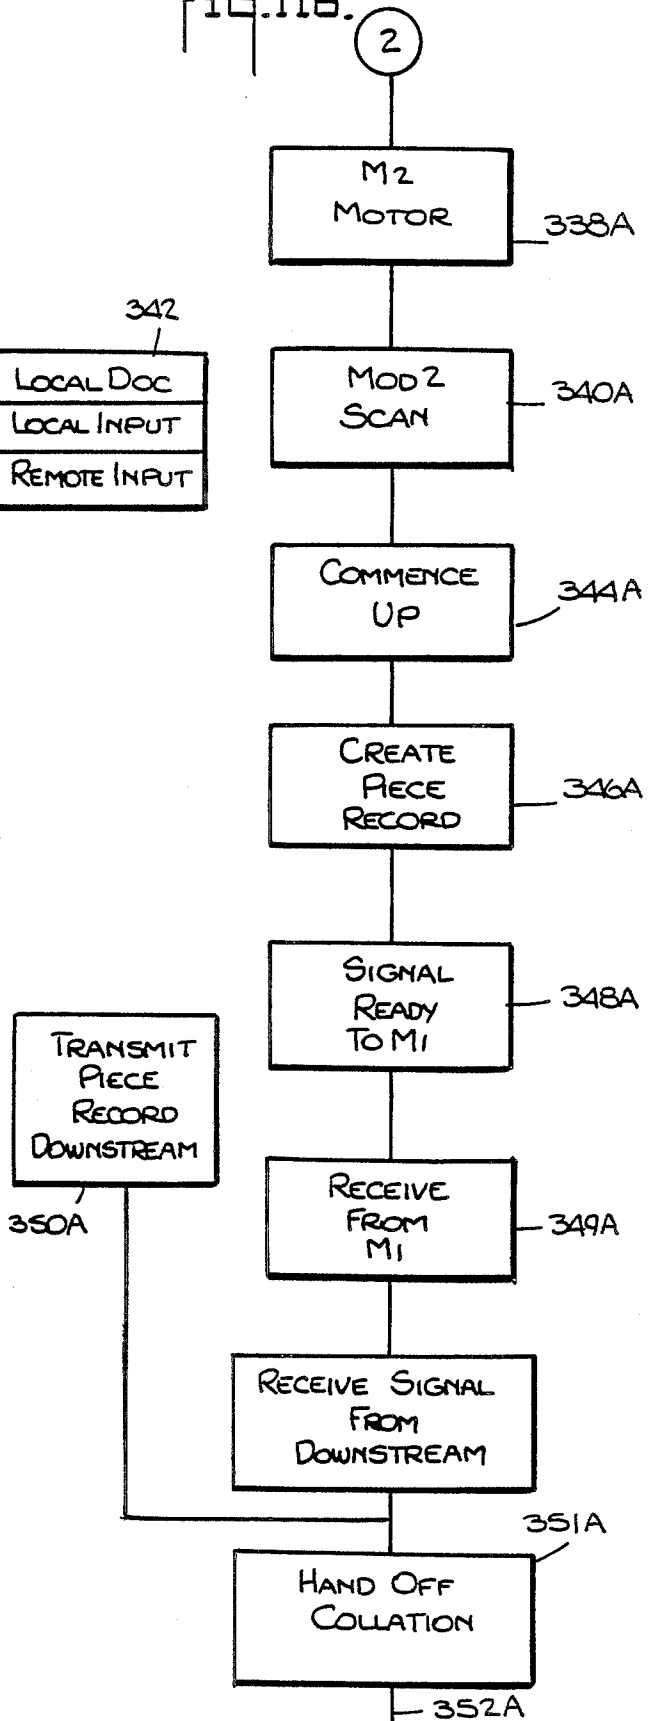 FIG.11B.
2
M2
MOTOR
338A
342
LOCAL DOC
LOCAL INPUT
REMOTE INPUT
MOD 2
SCAN
340A
COMMENCE
UP
344A
CREATE
PIECE
RECORD
346A
SIGNAL
READY
TO M1
348A
TRANSMIT
PIECE
RECORD
DOWNSTREAM
350A
RECEIVE
FROM
M1
349A
RECEIVE SIGNAL
FROM
DOWNSTREAM
351A
HAND OFF
COLLATION
352A